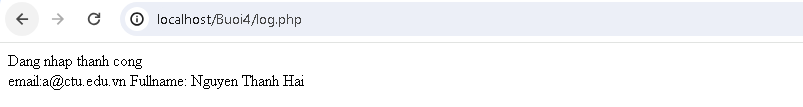 localhost/Buoi4/log.php
Dang nhap thanh cong
email:a@ctu.edu.vn Fullname: Nguyen Thanh Hai